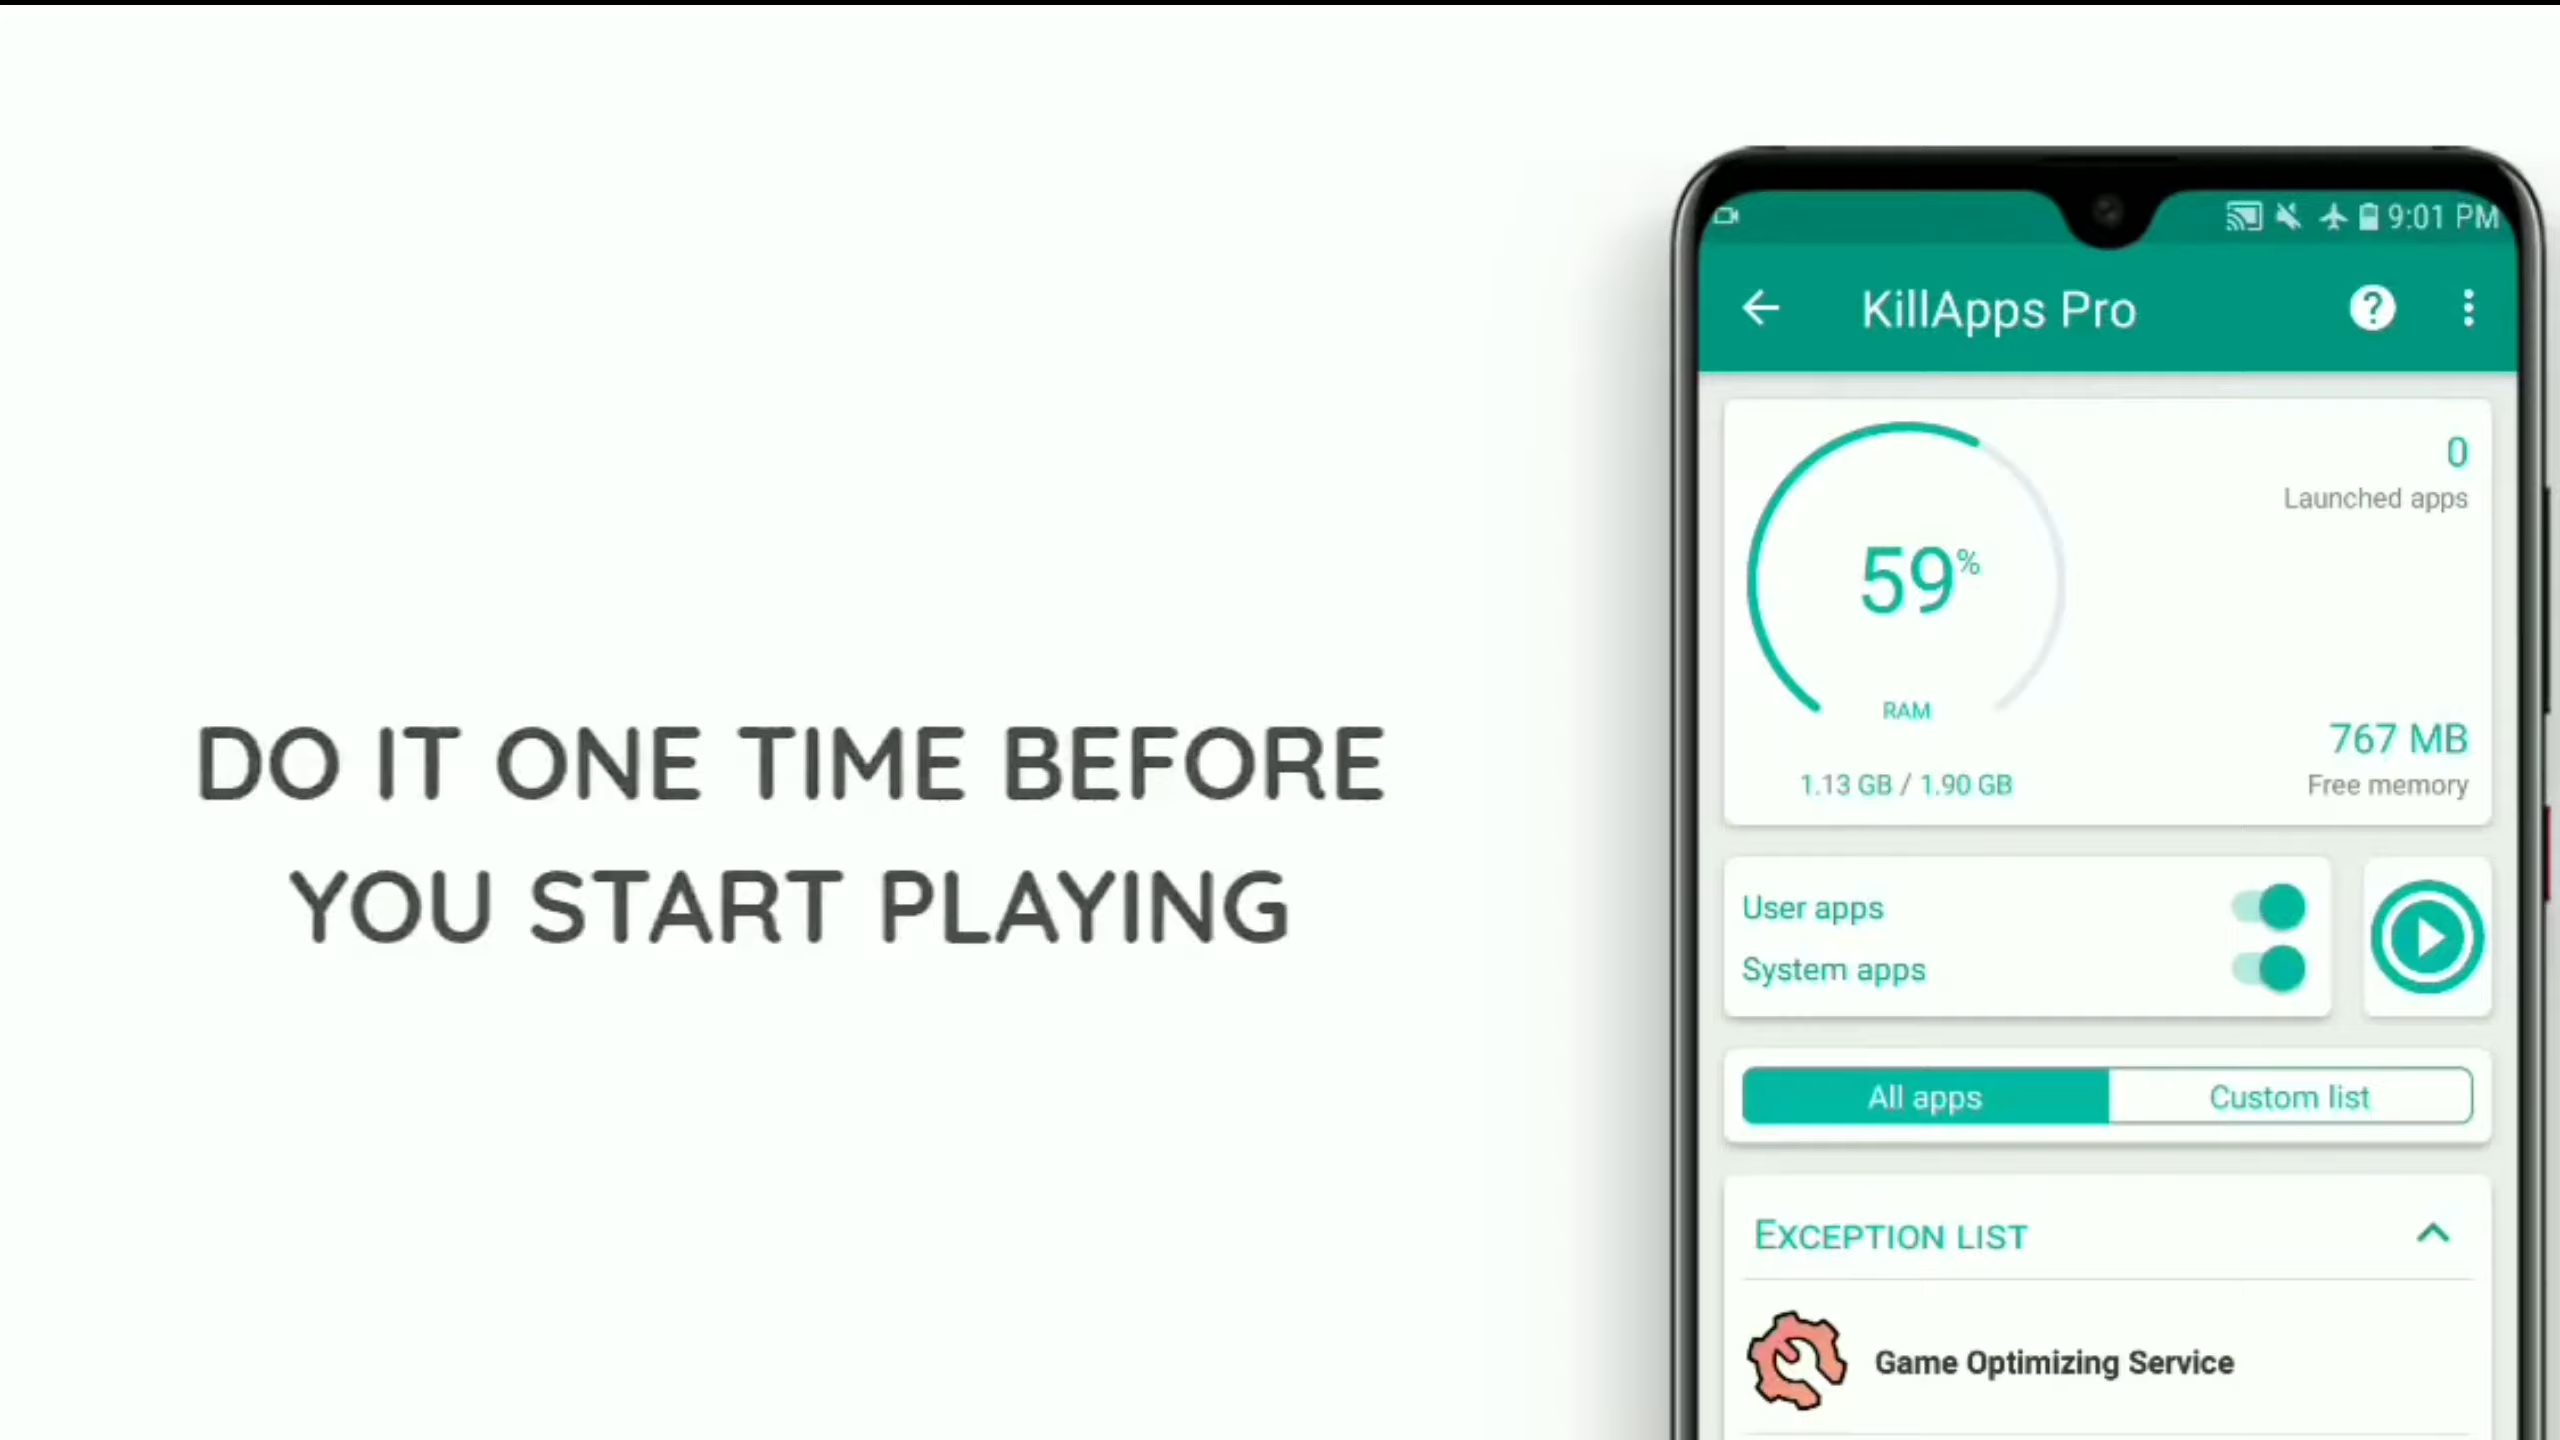 DO IT ONE TIME BEFORE
YOU START PLAYING
9:01 PM
KillApps Pro
0
Launched apps
59%
RAM
1.13 GB / 1.90 GB
767 MB
Free memory
User apps
System apps
All apps
Custom list
EXCEPTION LIST
Game Optimizing Service